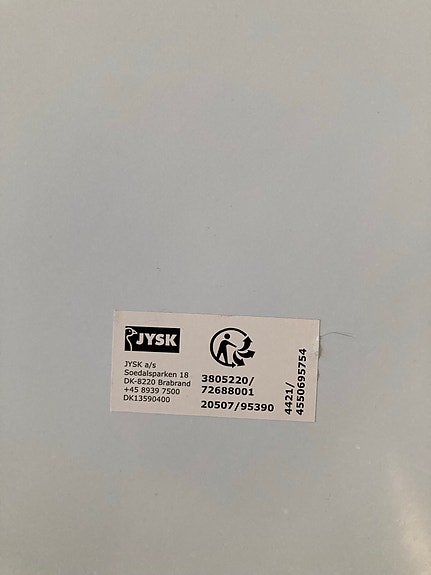 JYSK
JYSK a/s
Soedalsparken 18
DK-8220 Brabrand
+45 8939 7500
DK13590400
3805220/
72688001
20507/95390
4421/
4550695754